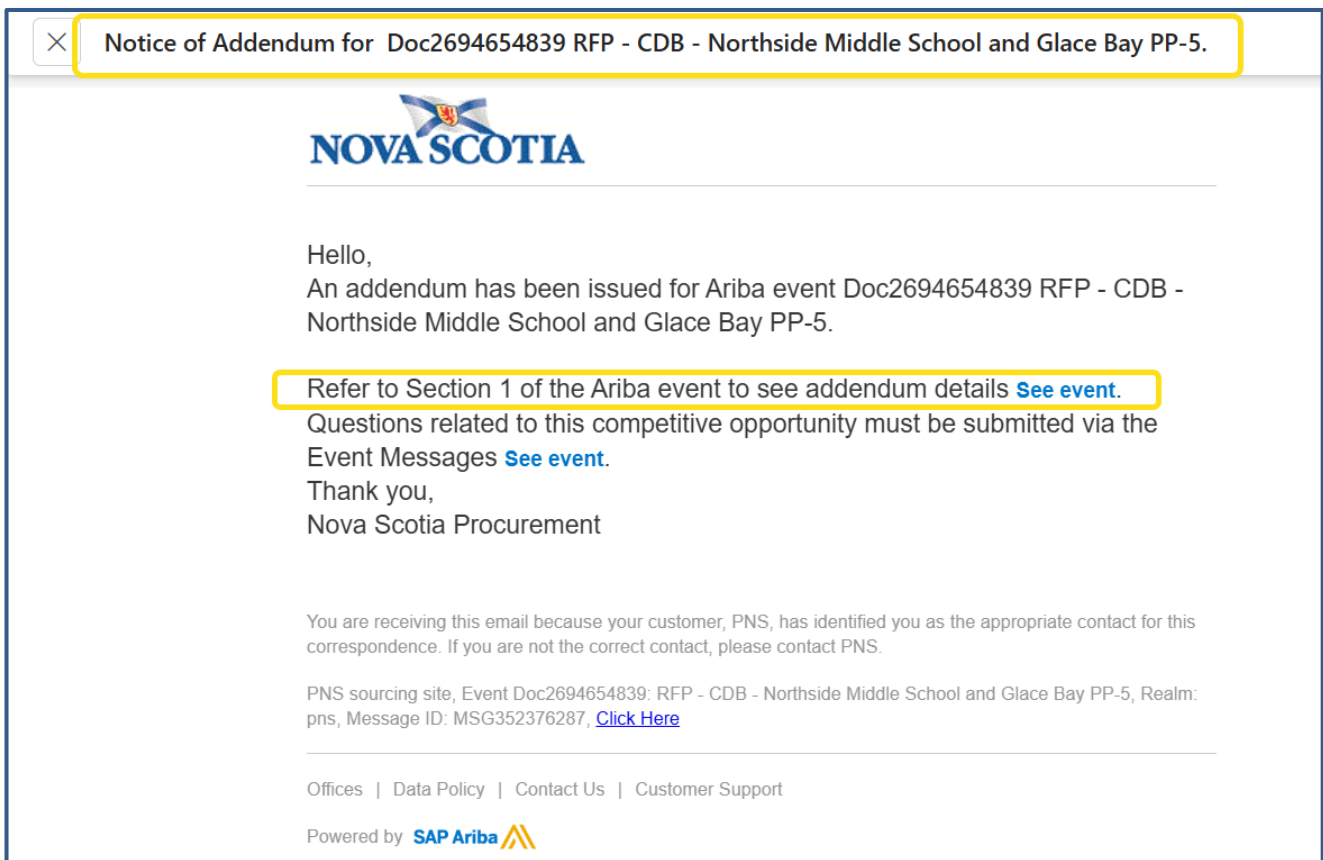 Notice of Addendum for Doc2694654839 RFP - CDB - Northside Middle School and Glace Bay PP-5.
NOVA SCOTIA
Hello,
An addendum has been issued for Ariba event Doc2694654839 RFP - CDB -
Northside Middle School and Glace Bay PP-5.
Refer to Section 1 of the Ariba event to see addendum details See event.
Questions related to this competitive opportunity must be submitted via the
Event Messages See event.
Thank you,
Nova Scotia Procurement
You are receiving this email because your customer, PNS, has identified you as the appropriate contact for this
correspondence. If you are not the correct contact, please contact PNS.
PNS sourcing site, Event Doc2694654839: RFP - CDB - Northside Middle School and Glace Bay PP-5, Realm:
pns, Message ID: MSG352376287, Click Here
Offices | Data Policy | Contact Us | Customer Support
Powered by SAP Ariba